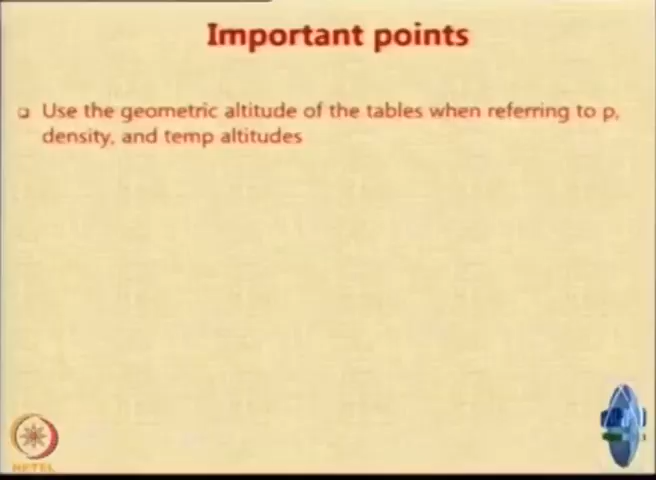 Important points
Use the geometric altitude of the tables when referring to p,
density, and temp altitudes
NPTEL